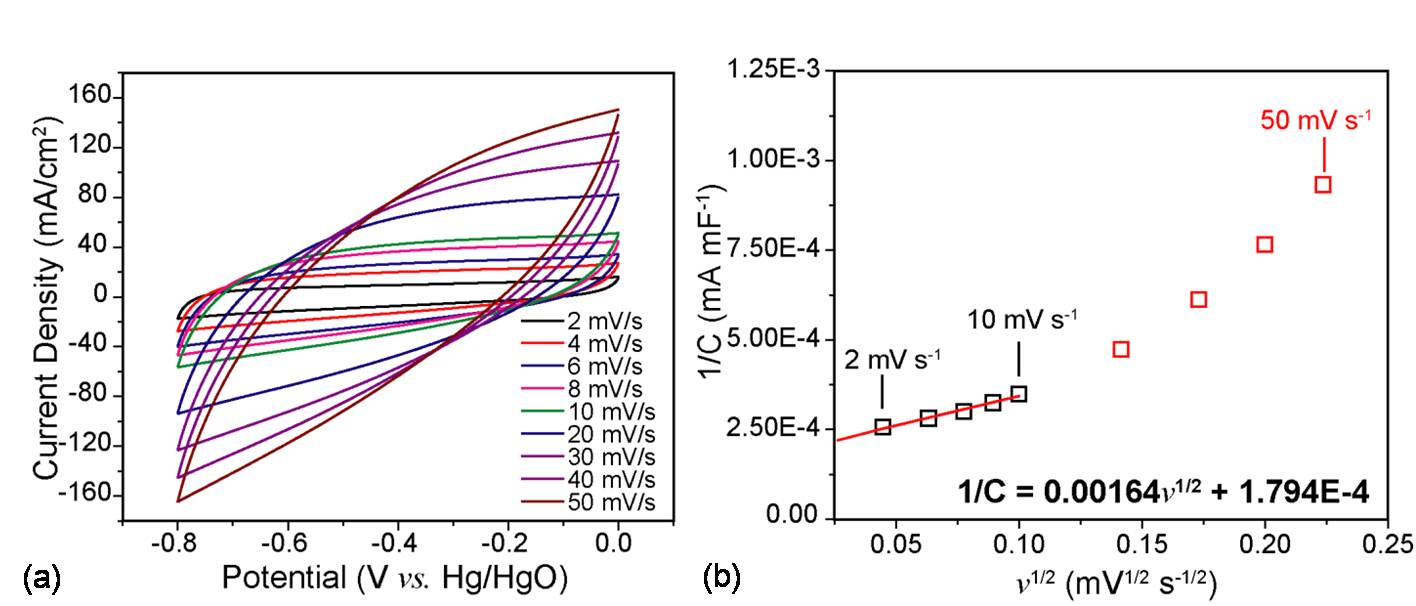 160
120
80
40
0
-40
-80
-120
-160
Current Density (mA/cm²)
2 mV/s
4 mV/s
6 mV/s
8 mV/s
10 mV/s
20 mV/s
30 mV/s
40 mV/s
50 mV/s
-0.8 -0.6 -0.4 -0.2 0.0
Potential (V vs. Hg/HgO)
(a)
1.25E-3
1.00E-3
7.50E-4
5.00E-4
2.50E-4
0.00
1/C (mA mF⁻¹)
50 mV s⁻¹
10 mV s⁻¹
2 mV s⁻¹
1/C = 0.00164ν¹/² + 1.794E-4
0.05 0.10 0.15 0.20 0.25
ν¹/² (mV¹/² s⁻¹/²)
(b)